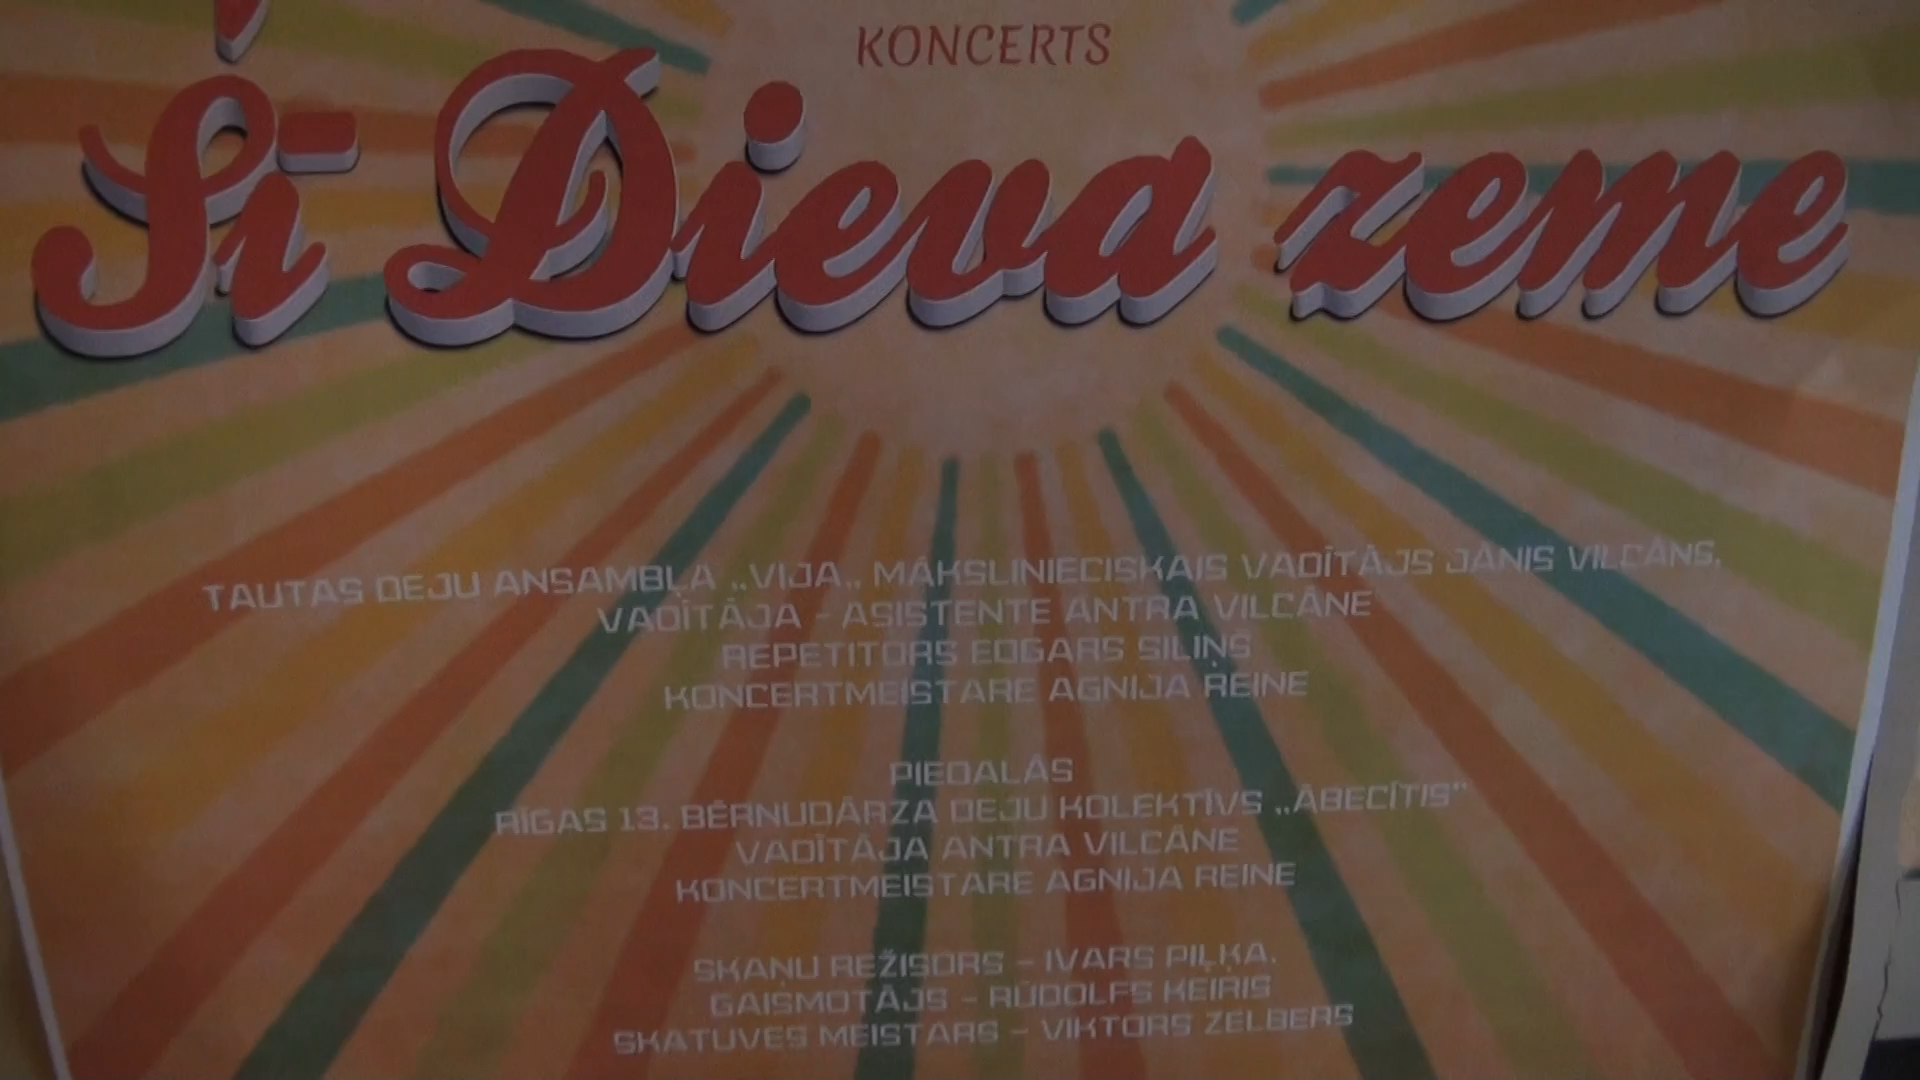 KONCERTS
Šī Dieva zeme
TAUTAS DEJU ANSAMBĻA „VIJA„ MĀKSLINIECISKAIS VADĪTĀJS JĀNIS VILCĀNS,
VADĪTĀJA - ASISTENTE ANTRA VILCĀNE
REPETITORS EDGARS SILIŅŠ
KONCERTMEISTARE AGNIJA REINE
PIEDALĀS
RĪGAS 13. BĒRNUDĀRZA DEJU KOLEKTĪVS „ĀBECĪTIS"
VADĪTĀJA ANTRA VILCĀNE
KONCERTMEISTARE AGNIJA REINE
SKAŅU REŽISORS - IVARS PIĻĶA.
GAISMOTĀJS - RŪDOLFS KEIRIS
SKATUVES MEISTARS - VIKTORS ZELBERS